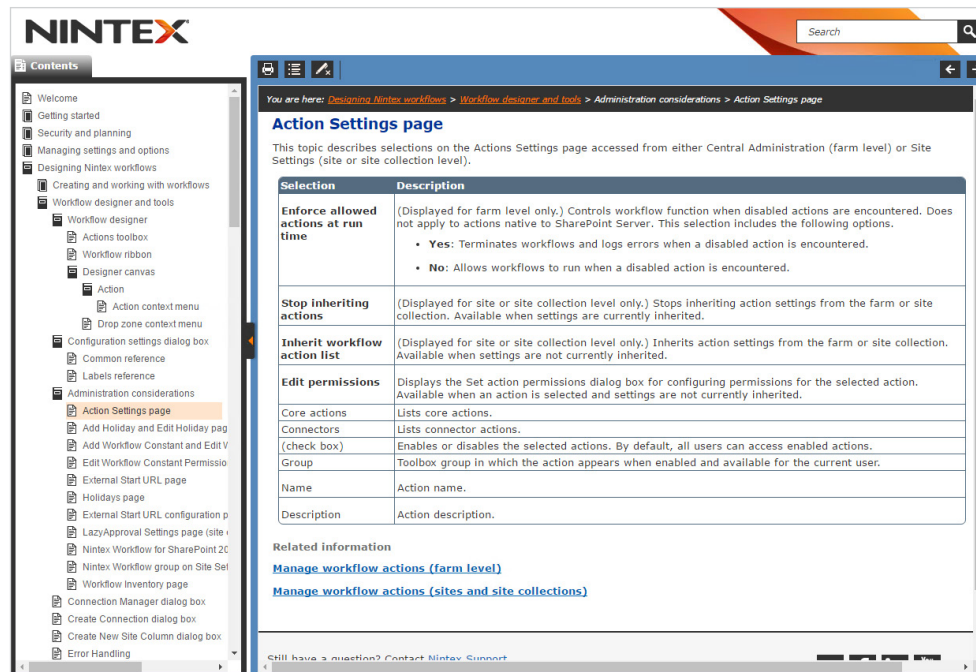 NINTEX
Search
Contents
Welcome
Getting started
Security and planning
Managing settings and options
Designing Nintex workflows
Creating and working with workflows
Workflow designer and tools
Workflow designer
Actions toolbox
Workflow ribbon
Designer canvas
Action
Action context menu
Drop zone context menu
Configuration settings dialog box
Common reference
Labels reference
Administration considerations
Action Settings page
Add Holiday and Edit Holiday pag
Add Workflow Constant and Edit
Edit Workflow Constant Permissio
External Start URL page
Holidays page
External Start URL configuration p
LazyApproval Settings page (site
Nintex Workflow for SharePoint 20
Nintex Workflow group on Site Set
Workflow Inventory page
Connection Manager dialog box
Create Connection dialog box
Create New Site Column dialog box
Error Handling
You are here: Designing Nintex workflows > Workflow designer and tools > Administration considerations > Action Settings page
Action Settings page
This topic describes selections on the Actions Settings page accessed from either Central Administration (farm level) or Site
Settings (site or site collection level).
Selection Description
Enforce allowed (Displayed for farm level only.) Controls workflow function when disabled actions are encountered. Does
actions at run not apply to actions native to SharePoint Server. This selection includes the following options.
time
• Yes: Terminates workflows and logs errors when a disabled action is encountered.
• No: Allows workflows to run when a disabled action is encountered.
Stop inheriting (Displayed for site or site collection level only.) Stops inheriting action settings from the farm or site
actions collection. Available when settings are currently inherited.
Inherit workflow (Displayed for site or site collection level only.) Inherits action settings from the farm or site collection.
action list Available when settings are not currently inherited.
Edit permissions Displays the Set action permissions dialog box for configuring permissions for the selected action.
Available when an action is selected and settings are not currently inherited.
Core actions Lists core actions.
Connectors Lists connector actions.
(check box) Enables or disables the selected actions. By default, all users can access enabled actions.
Group Toolbox group in which the action appears when enabled and available for the current user.
Name Action name.
Description Action description.
Related information
Manage workflow actions (farm level)
Manage workflow actions (sites and site collections)
Still have a question? Contact Nintex Support
You